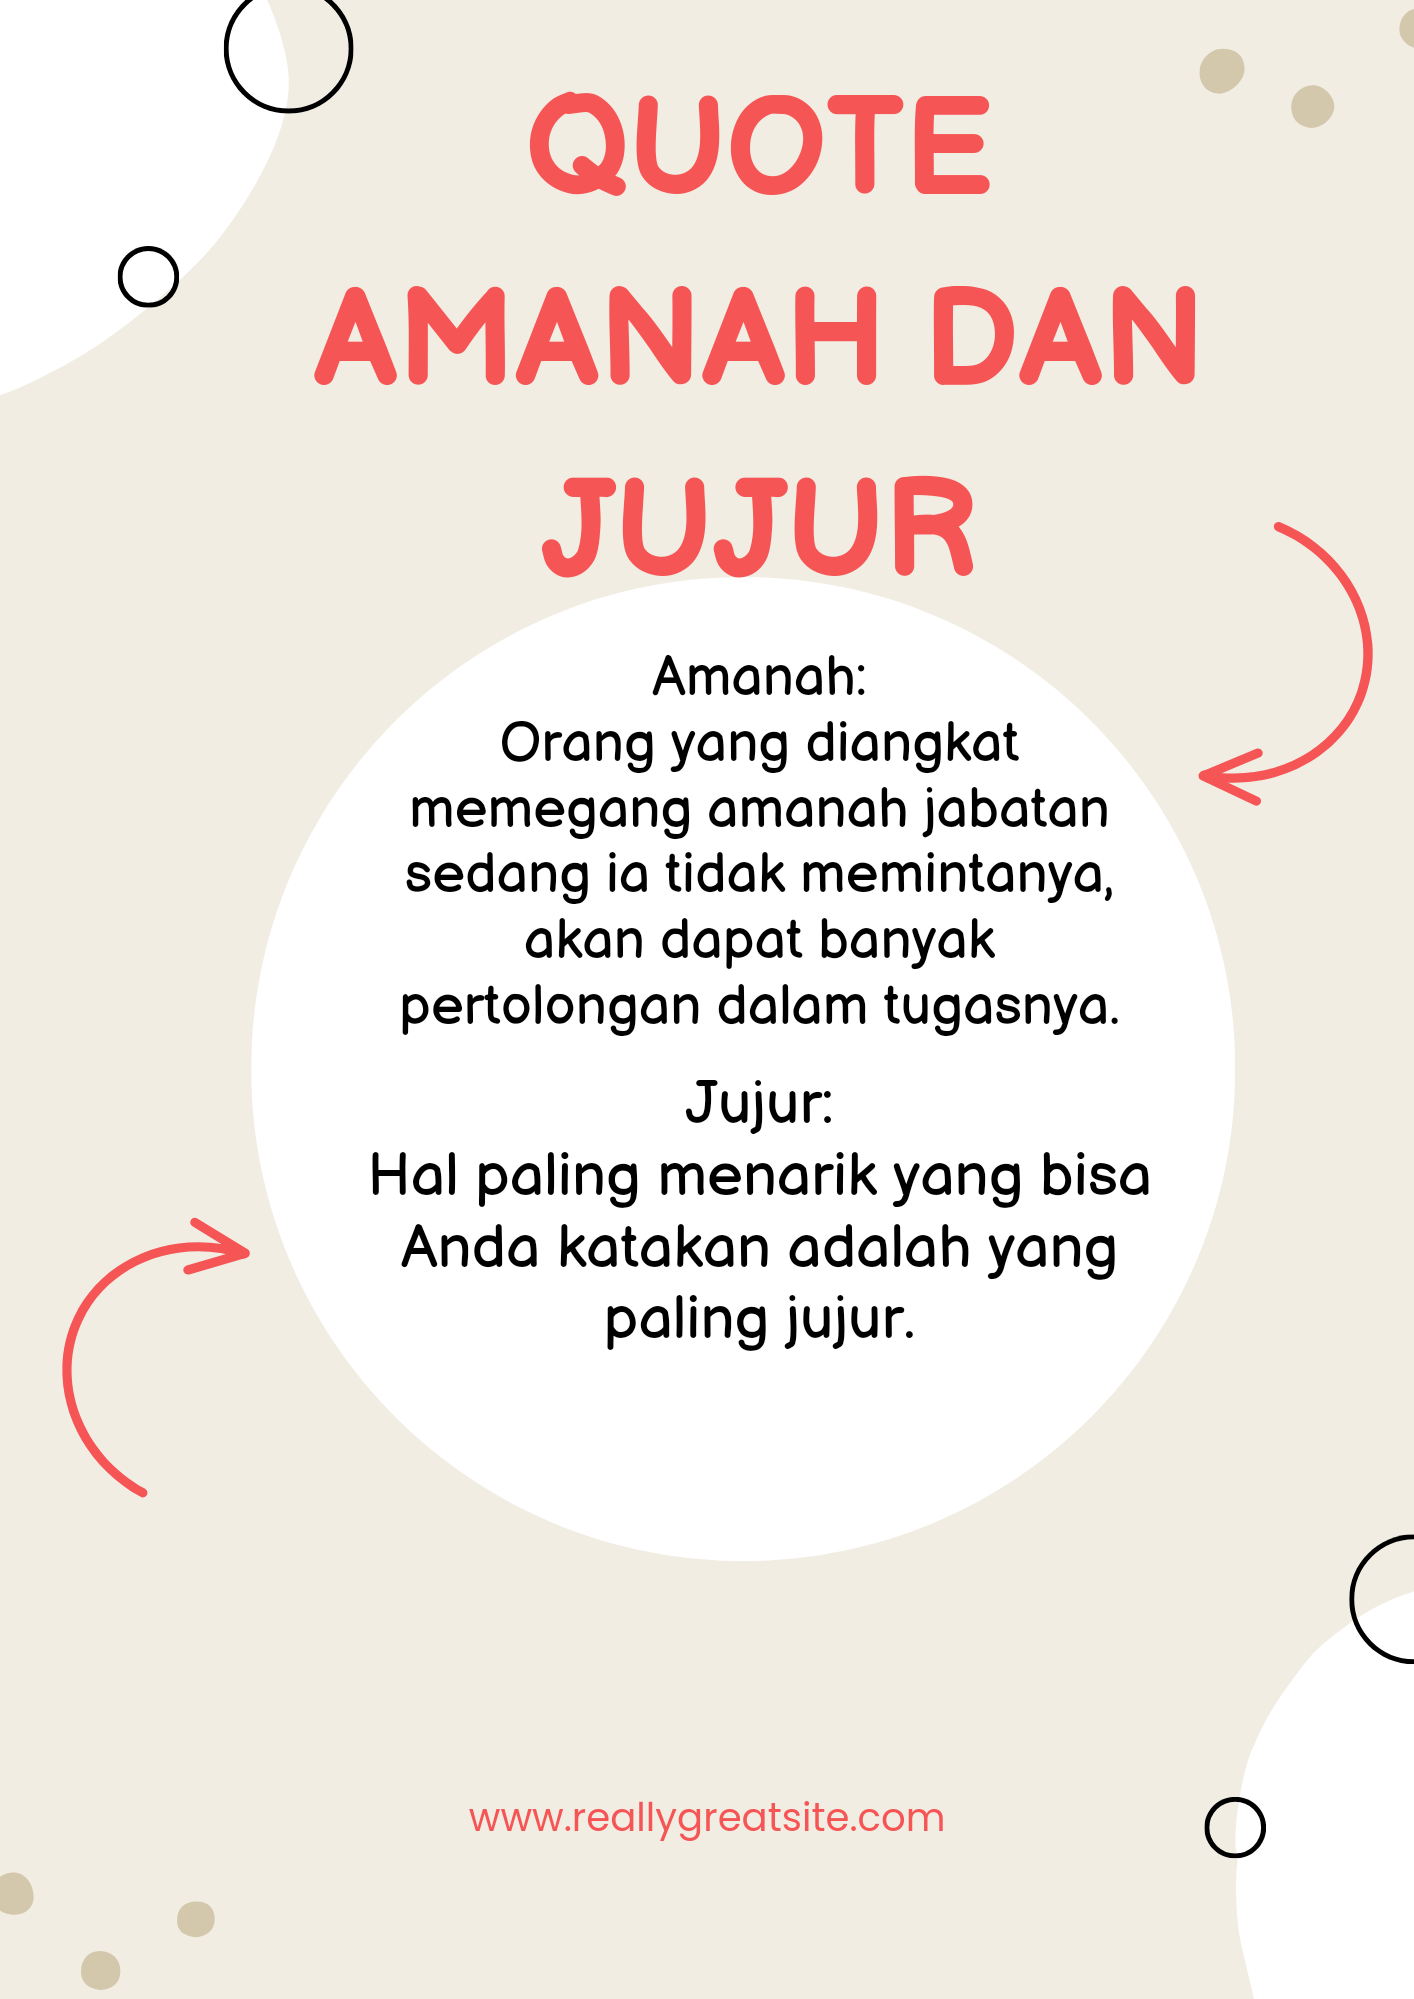 QUOTE
AMANAH DAN
JUJUR
Amanah:
Orang yang diangkat
memegang amanah jabatan
sedang ia tidak memintanya,
akan dapat banyak
pertolongan dalam tugasnya.
Jujur:
Hal paling menarik yang bisa
Anda katakan adalah yang
paling jujur.
www.reallygreatsite.com